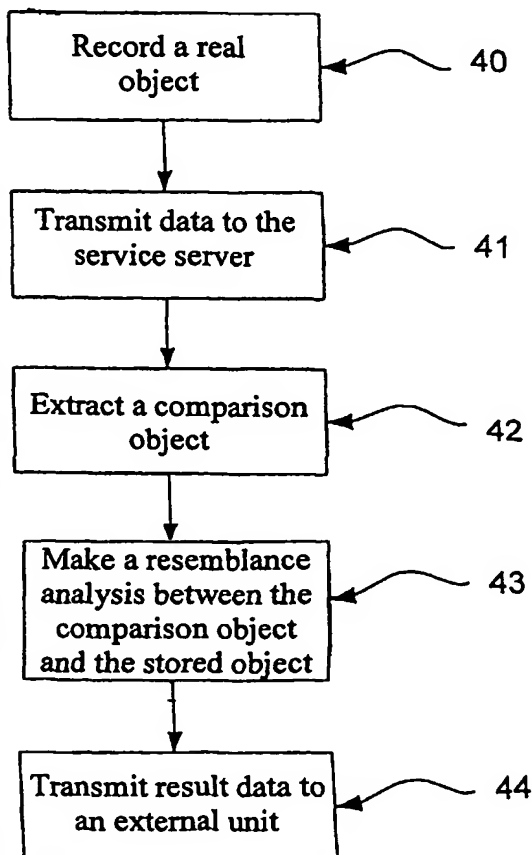 Record a real
object
40
Transmit data to the
service server
41
Extract a comparison
object
42
Make a resemblance
analysis between the
comparison object
and the stored object
43
Transmit result data to
an external unit
44